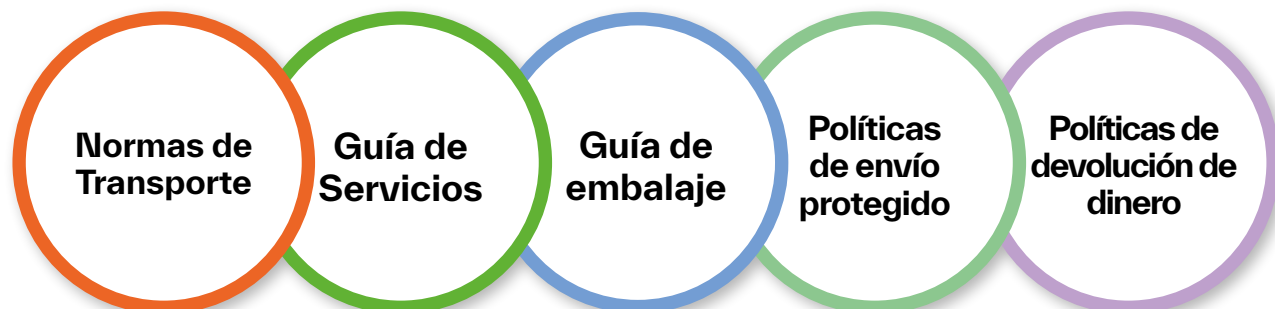 Normas de
Transporte
Guía de
Servicios
Guía de
embalaje
Políticas
de envío
protegido
Políticas de
devolución de
dinero